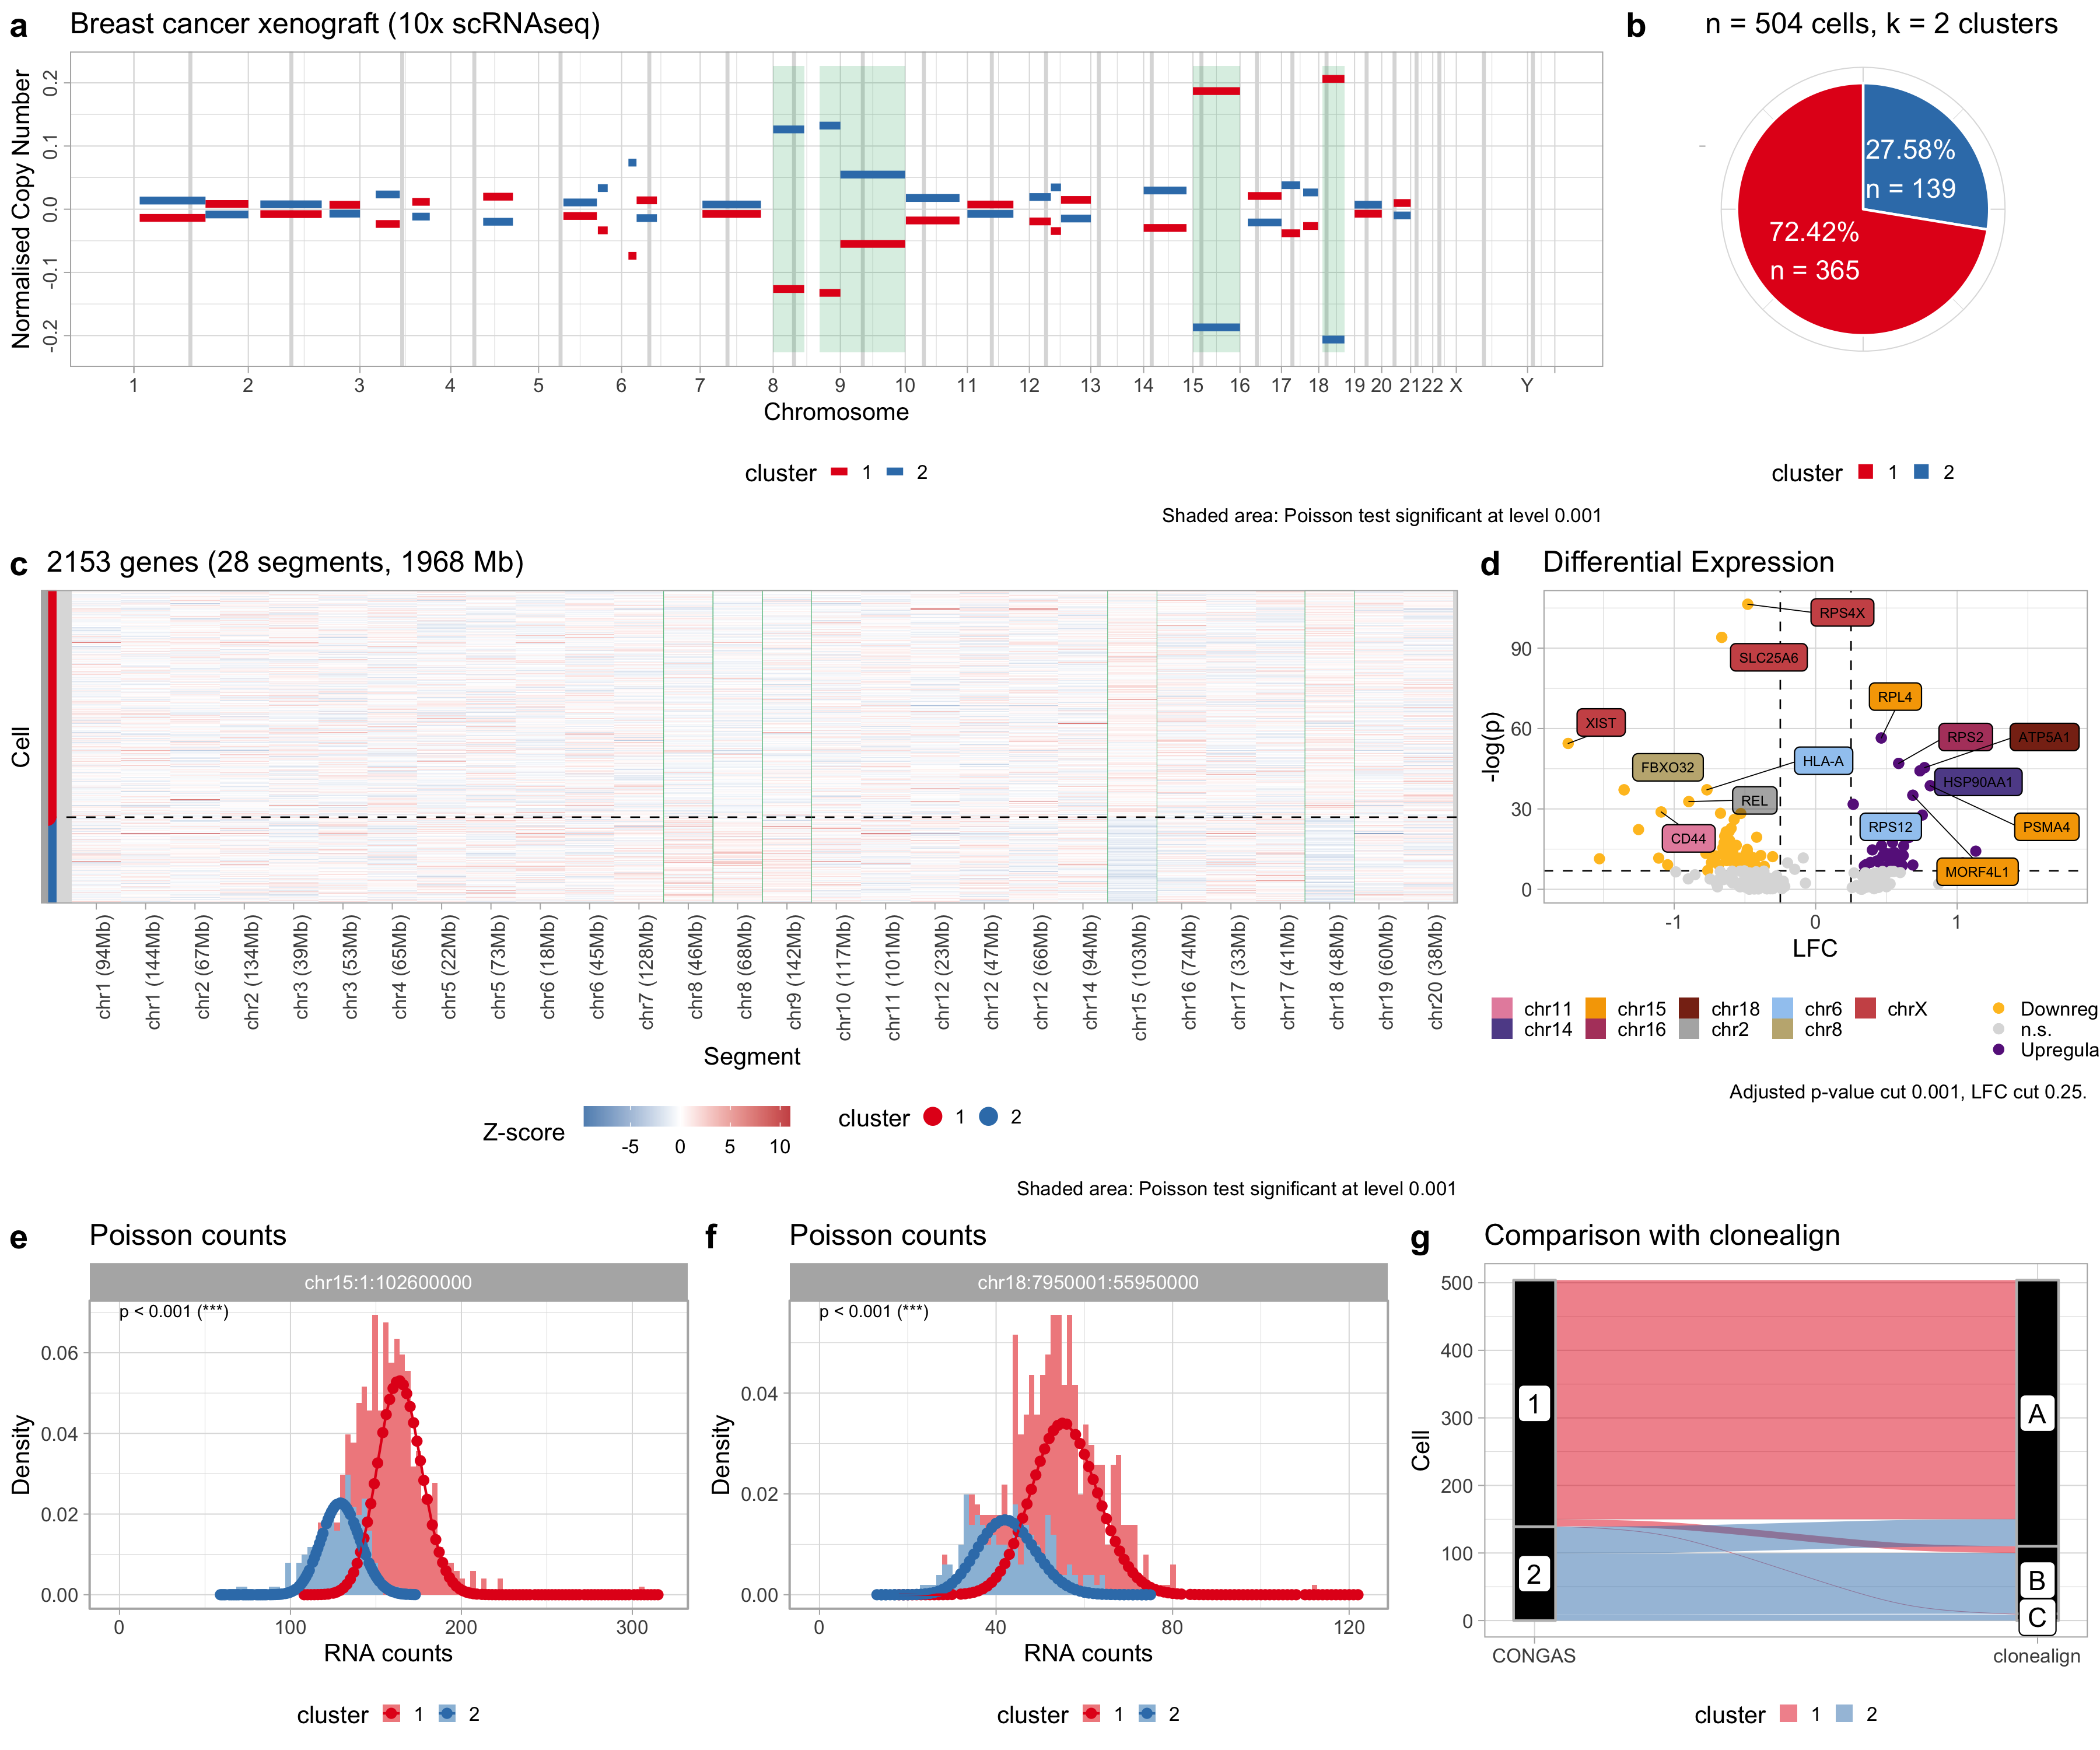 a Breast cancer xenograft (10x scRNAseq)
Normalised Copy Number
0.2
0.1
0.0
-0.1
-0.2
1 2 3 4 5 6 7 8 9 10 11 12 13 14 15 16 17 18 19 20 21 22 X Y
Chromosome
cluster 1 2
Shaded area: Poisson test significant at level 0.001
b n = 504 cells, k = 2 clusters
27.58%
n = 139
72.42%
n = 365
cluster 1 2
c 2153 genes (28 segments, 1968 Mb)
Cell
chr1 (94Mb)
chr1 (144Mb)
chr2 (67Mb)
chr2 (134Mb)
chr3 (39Mb)
chr3 (53Mb)
chr4 (65Mb)
chr5 (22Mb)
chr5 (73Mb)
chr6 (18Mb)
chr6 (45Mb)
chr7 (128Mb)
chr8 (46Mb)
chr8 (68Mb)
chr9 (142Mb)
chr10 (117Mb)
chr11 (101Mb)
chr12 (23Mb)
chr12 (47Mb)
chr12 (66Mb)
chr14 (94Mb)
chr15 (103Mb)
chr16 (74Mb)
chr17 (33Mb)
chr17 (41Mb)
chr18 (48Mb)
chr19 (60Mb)
chr20 (38Mb)
Segment
Z-score
-5 0 5 10
cluster 1 2
Shaded area: Poisson test significant at level 0.001
d Differential Expression
-log(p)
90
60
30
0
RPS4X
SLC25A6
RPL4
XIST
RPS2
ATP5A1
FBXO32
HLA-A
HSP90AA1
REL
RPS12
PSMA4
CD44
MORF4L1
-1 0 1
LFC
chr11 chr15 chr18 chr6 chrX
chr14 chr16 chr2 chr8
Downreg
n.s.
Upregula
Adjusted p-value cut 0.001, LFC cut 0.25.
e Poisson counts
chr15:1:102600000
p < 0.001 (***)
Density
0.06
0.04
0.02
0.00
0 100 200 300
RNA counts
cluster 1 2
f Poisson counts
chr18:7950001:55950000
p < 0.001 (***)
Density
0.04
0.02
0.00
0 40 80 120
RNA counts
cluster 1 2
g Comparison with clonealign
Cell
500
400
300
200
100
0
1
2
A
B
C
CONGAS clonealign
cluster 1 2